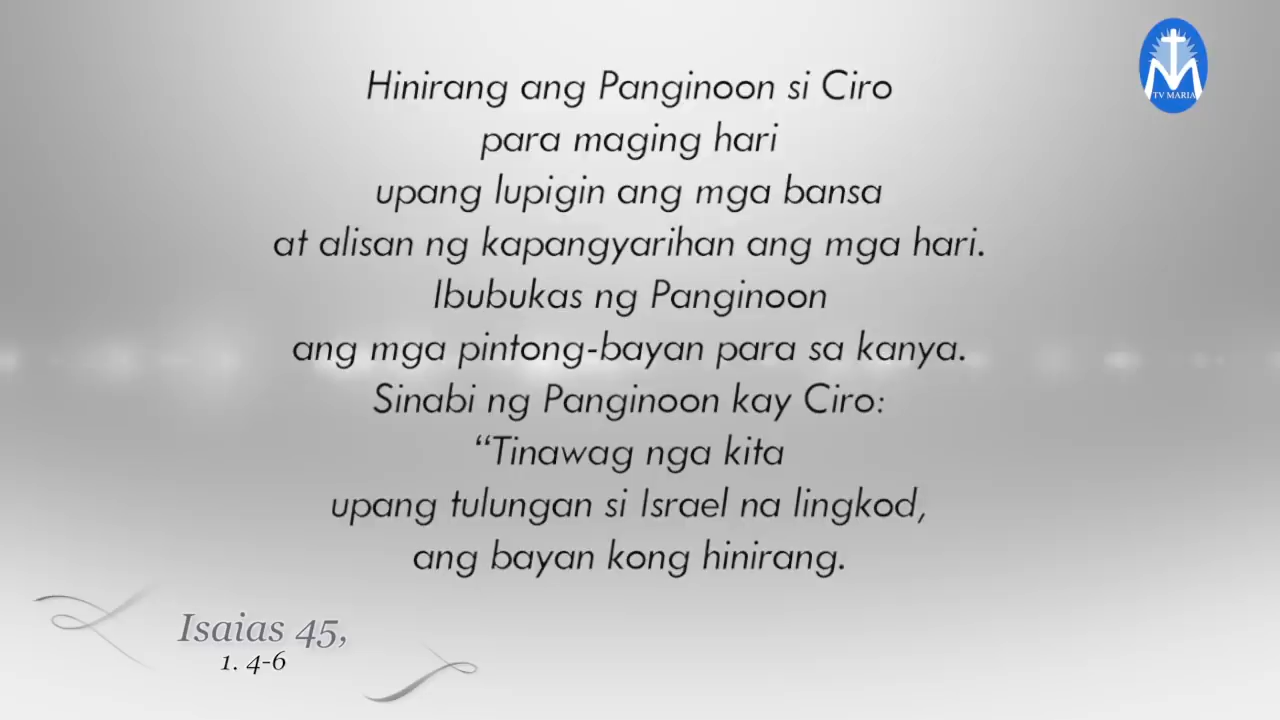 Hinirang ang Panginoon si Ciro
para maging hari
upang lupigin ang mga bansa
at alisan ng kapangyarihan ang mga hari.
Ibubukas ng Panginoon
ang mga pintong-bayan para sa kanya.
Sinabi ng Panginoon kay Ciro:
“Tinawag nga kita
upang tulungan si Israel na lingkod,
ang bayan kong hinirang.
Isaias 45,
1. 4-6
TV MARIA